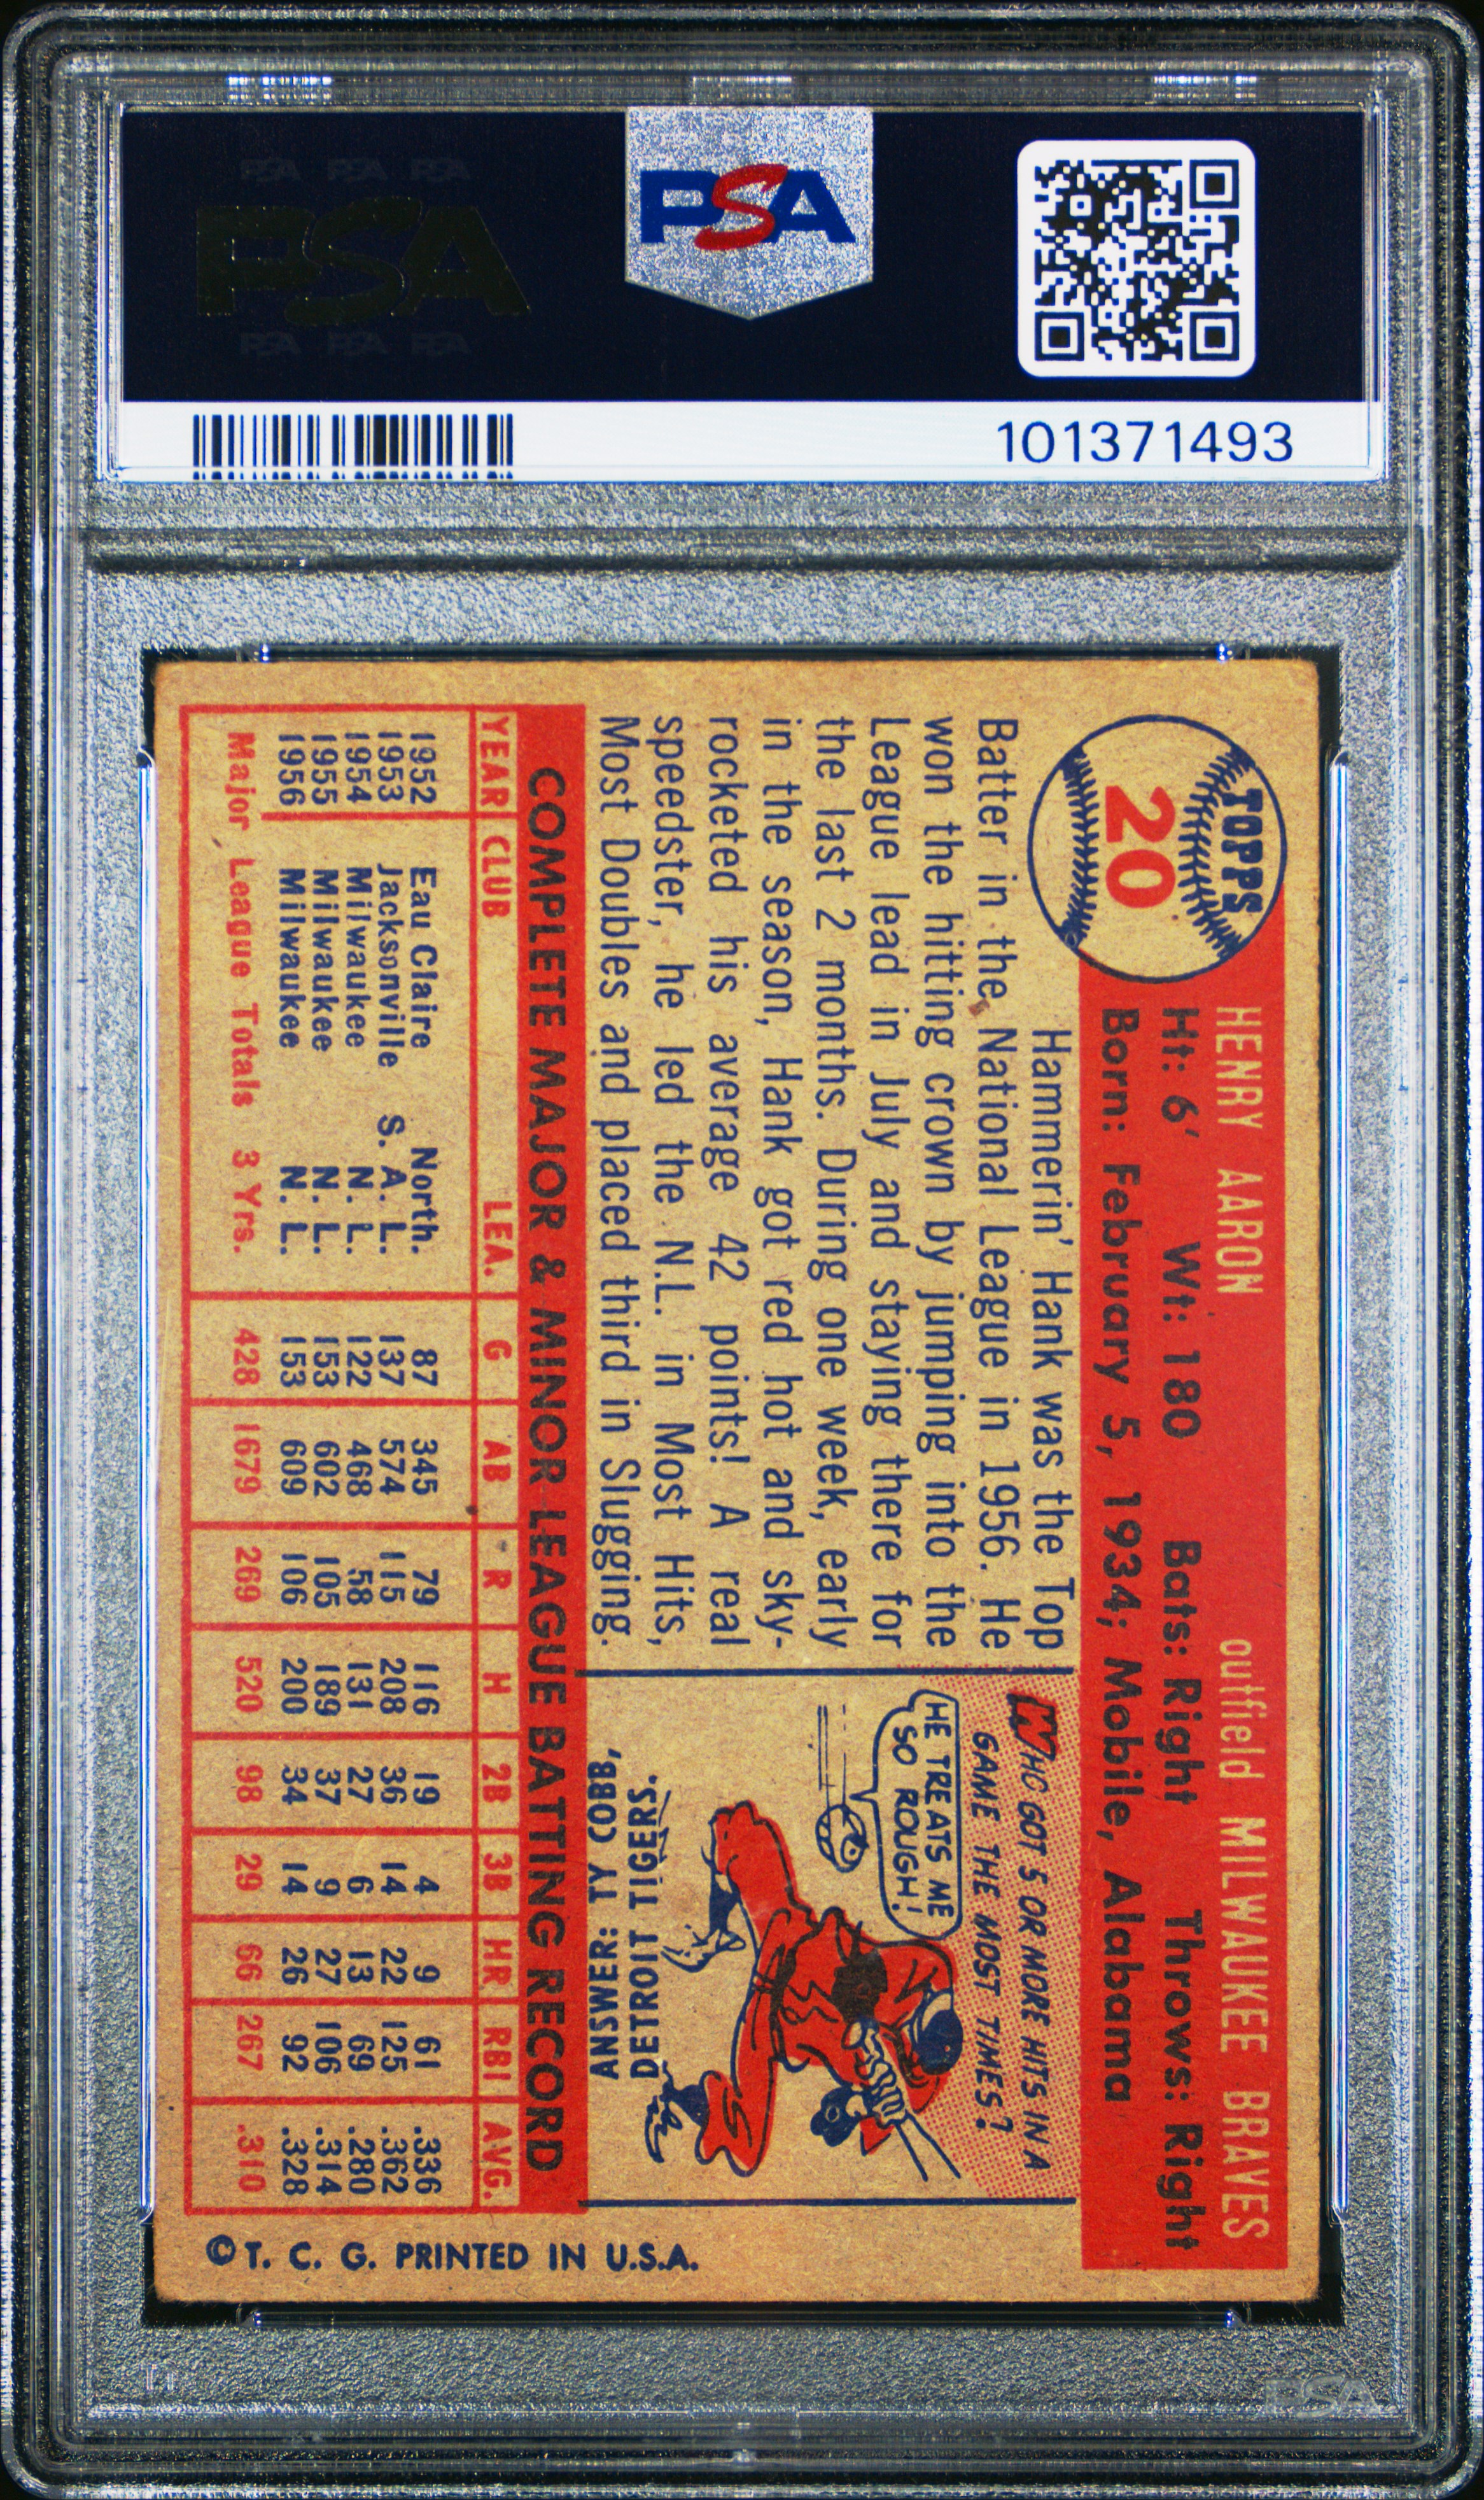 PSA PSA PSA
PSA
PSA PSA PSA
PSA
101371493
TOPPS
20
HENRY AARON outfield MILWAUKEE BRAVES
Ht: 6' Wt: 180 Bats: Right Throws: Right
Born: February 5, 1934; Mobile, Alabama
Hammerin' Hank was the Top
Batter in the National League in 1956. He
won the hitting crown by jumping into the
League lead in July and staying there for
the last 2 months. During one week, early
in the season, Hank got red hot and sky-
rocketed his average 42 points! A real
speedster, he led the N.L. in Most Hits,
Most Doubles and placed third in Slugging.
WHO GOT 5 OR MORE HITS IN A
GAME THE MOST TIMES?
HE TREATS ME
SO ROUGH!
ANSWER: TY COBB,
DETROIT TIGERS.
COMPLETE MAJOR & MINOR LEAGUE BATTING RECORD
YEAR CLUB LEA. G AB R H 2B 3B HR RBI AVG.
1952 Eau Claire North. 87 345 79 116 19 4 9 61 .336
1953 Jacksonville S. A. L. 137 574 115 208 36 14 22 125 .362
1954 Milwaukee N. L. 122 468 58 131 27 6 13 69 .280
1955 Milwaukee N. L. 153 602 105 189 37 9 27 106 .314
1956 Milwaukee N. L. 153 609 106 200 34 14 26 92 .328
Major League Totals 3 Yrs. 428 1679 269 520 98 29 66 267 .310
© T. C. G. PRINTED IN U.S.A.
PSA